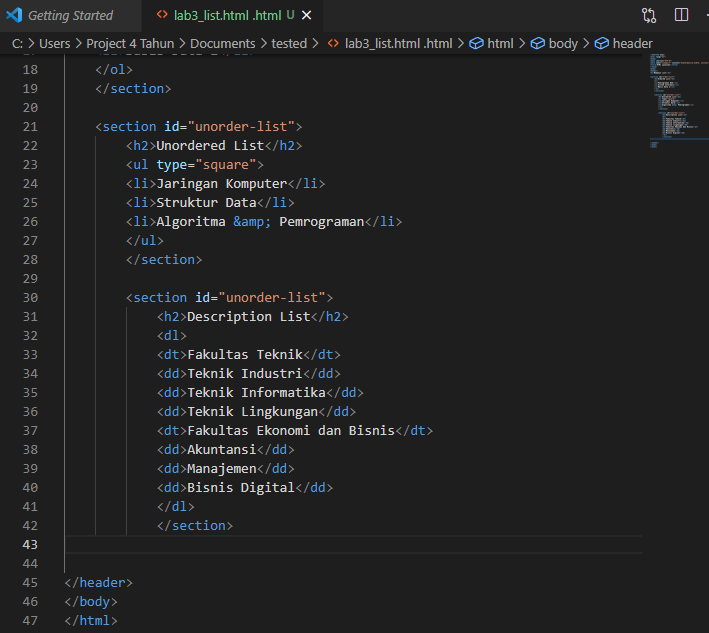 Getting Started
lab3_list.html .html U
C: > Users > Project 4 Tahun > Documents > tested > lab3_list.html .html > html > body > header
18 </ol>
19 </section>
20
21 <section id="unorder-list">
22 <h2>Unordered List</h2>
23 <ul type="square">
24 <li>Jaringan Komputer</li>
25 <li>Struktur Data</li>
26 <li>Algoritma &amp; Pemrograman</li>
27 </ul>
28 </section>
29
30 <section id="unorder-list">
31 <h2>Description List</h2>
32 <dl>
33 <dt>Fakultas Teknik</dt>
34 <dd>Teknik Industri</dd>
35 <dd>Teknik Informatika</dd>
36 <dd>Teknik Lingkungan</dd>
37 <dt>Fakultas Ekonomi dan Bisnis</dt>
38 <dd>Akuntansi</dd>
39 <dd>Manajemen</dd>
40 <dd>Bisnis Digital</dd>
41 </dl>
42 </section>
43
44
45 </header>
46 </body>
47 </html>